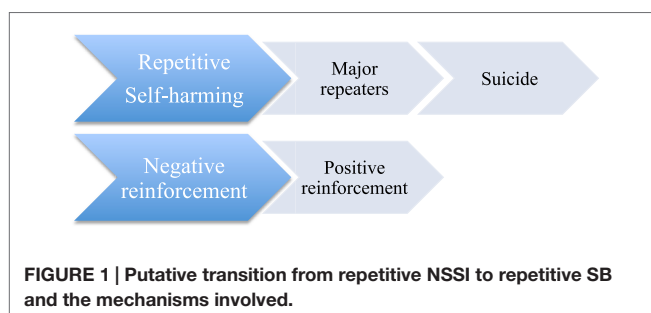 Repetitive
Self-harming
Major
repeaters
Suicide
Negative
reinforcement
Positive
reinforcement
FIGURE 1 | Putative transition from repetitive NSSI to repetitive SB
and the mechanisms involved.